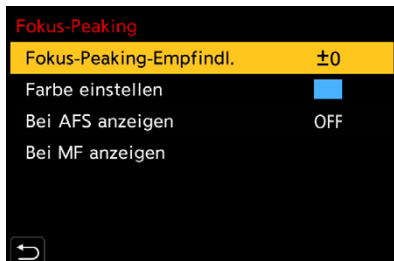 Fokus-Peaking
Fokus-Peaking-Empfindl. ±0
Farbe einstellen
Bei AFS anzeigen OFF
Bei MF anzeigen